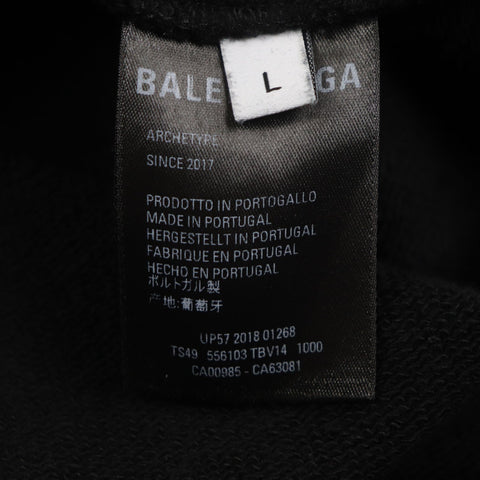 L
BALE GA
ARCHETYPE
SINCE 2017
PRODOTTO IN PORTOGALLO
MADE IN PORTUGAL
HERGESTELLT IN PORTUGAL
FABRIQUE EN PORTUGAL
HECHO EN PORTUGAL
ポルトガル製
产地:葡萄牙
UP57 2018 01268
TS49 556103 TBV14 1000
CA00985 - CA63081